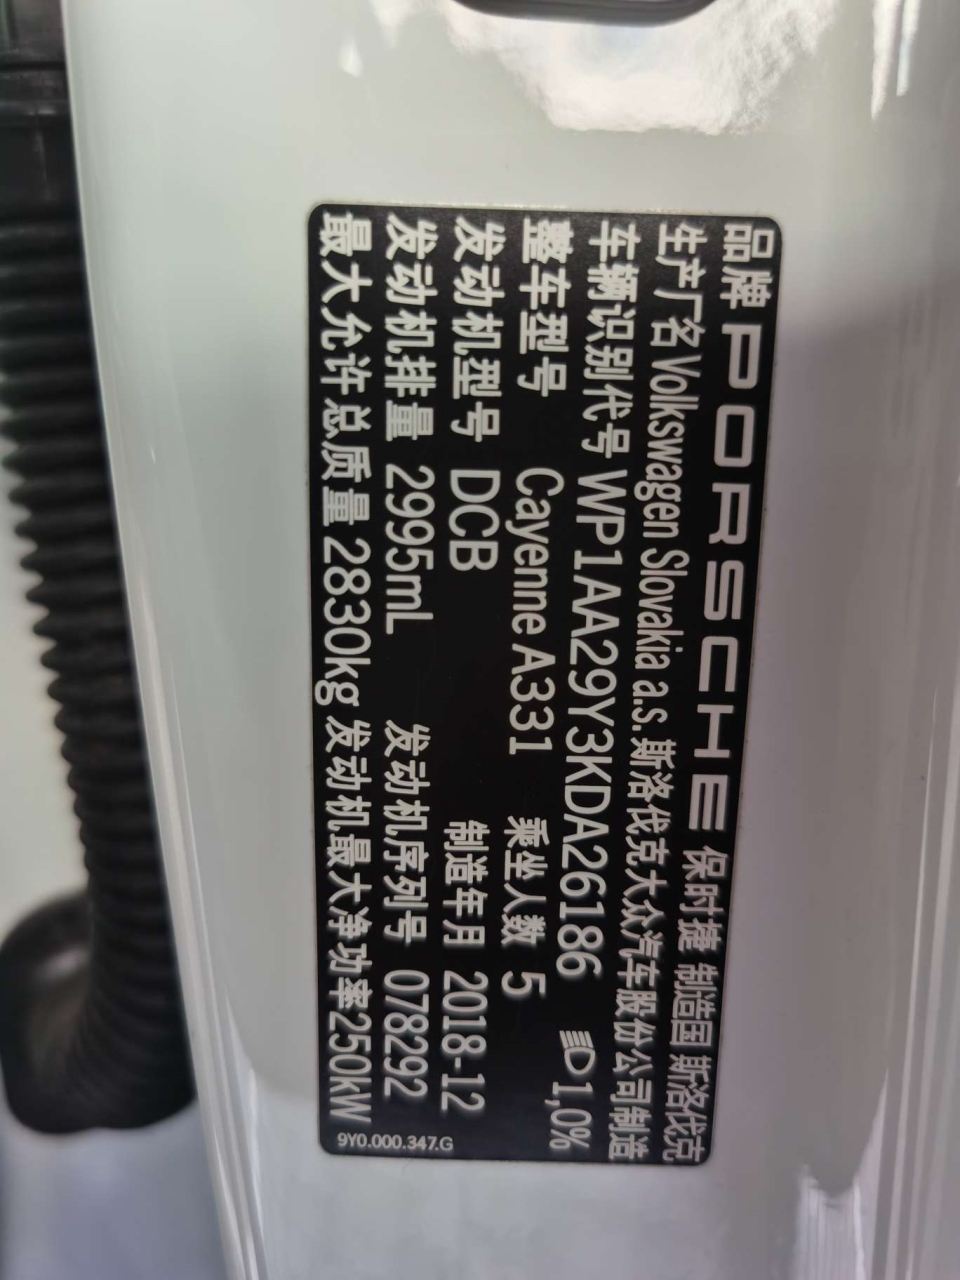 品牌 PORSCHE 保时捷 制造国 斯洛伐克
生产厂名 Volkswagen Slovakia a.s. 斯洛伐克大众汽车股份公司制造
车辆识别代号 WP1AA29Y3KDA26186 1,0%
整车型号 Cayenne A331 乘坐人数 5
发动机型号 DCB 制造年月 2018-12
发动机排量 2995mL 发动机序列号 078292
最大允许总质量 2830kg 发动机最大净功率250kW
9Y0.000.347.G